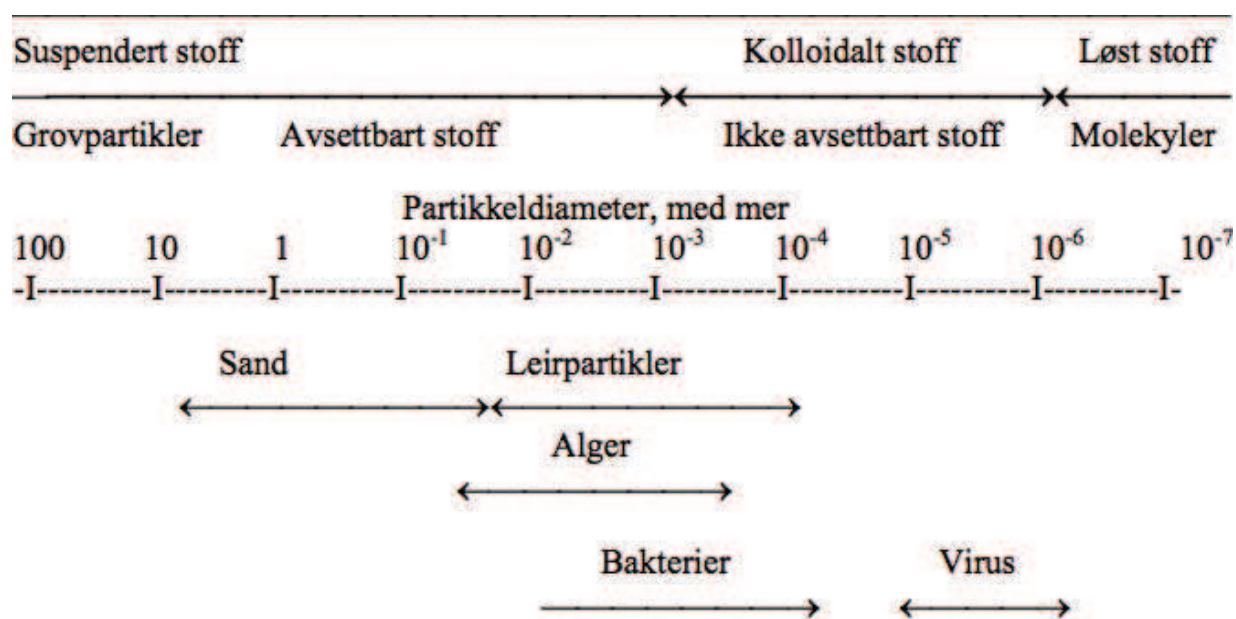 Suspendert stoff Kolloidalt stoff Løst stoff
Grovpartikler Avsettbart stoff Ikke avsettbart stoff Molekyler
Partikkeldiameter, med mer
100 10 1 10⁻¹ 10⁻² 10⁻³ 10⁻⁴ 10⁻⁵ 10⁻⁶ 10⁻⁷
-I----------I---------I----------I----------I----------I----------I----------I----------I----------I-
Sand Leirpartikler
Alger
Bakterier Virus